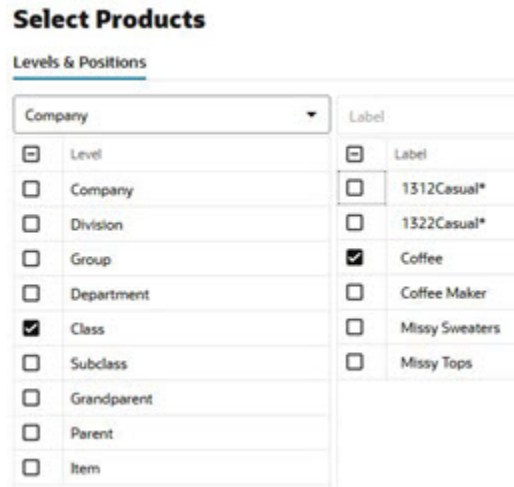 Select Products
Levels & Positions
Company
Label
Level
Label
Company
1312Casual*
Division
1322Casual*
Group
Coffee
Department
Coffee Maker
Class
Missy Sweaters
Subclass
Missy Tops
Grandparent
Parent
Item